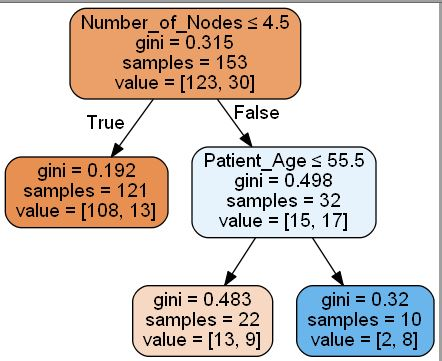 Number_of_Nodes ≤ 4.5
gini = 0.315
samples = 153
value = [123, 30]
True
False
gini = 0.192
samples = 121
value = [108, 13]
Patient_Age ≤ 55.5
gini = 0.498
samples = 32
value = [15, 17]
gini = 0.483
samples = 22
value = [13, 9]
gini = 0.32
samples = 10
value = [2, 8]